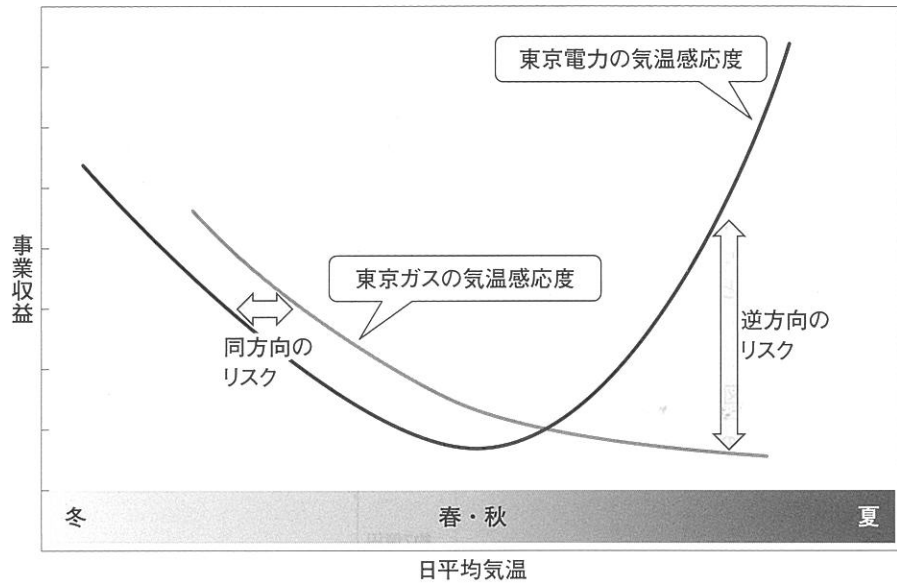 東京電力の気温感応度
東京ガスの気温感応度
事業収益
同方向の
リスク
逆方向の
リスク
冬
春・秋
夏
日平均気温